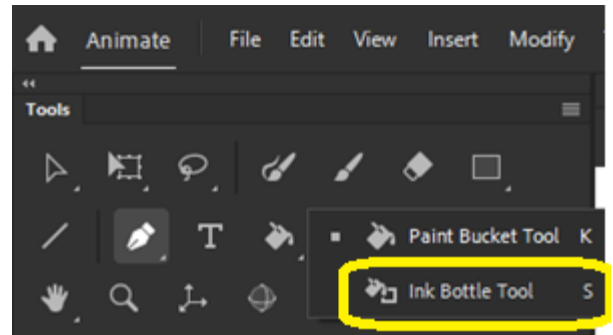 Animate File Edit View Insert Modify
Tools
T
Paint Bucket Tool K
Ink Bottle Tool S